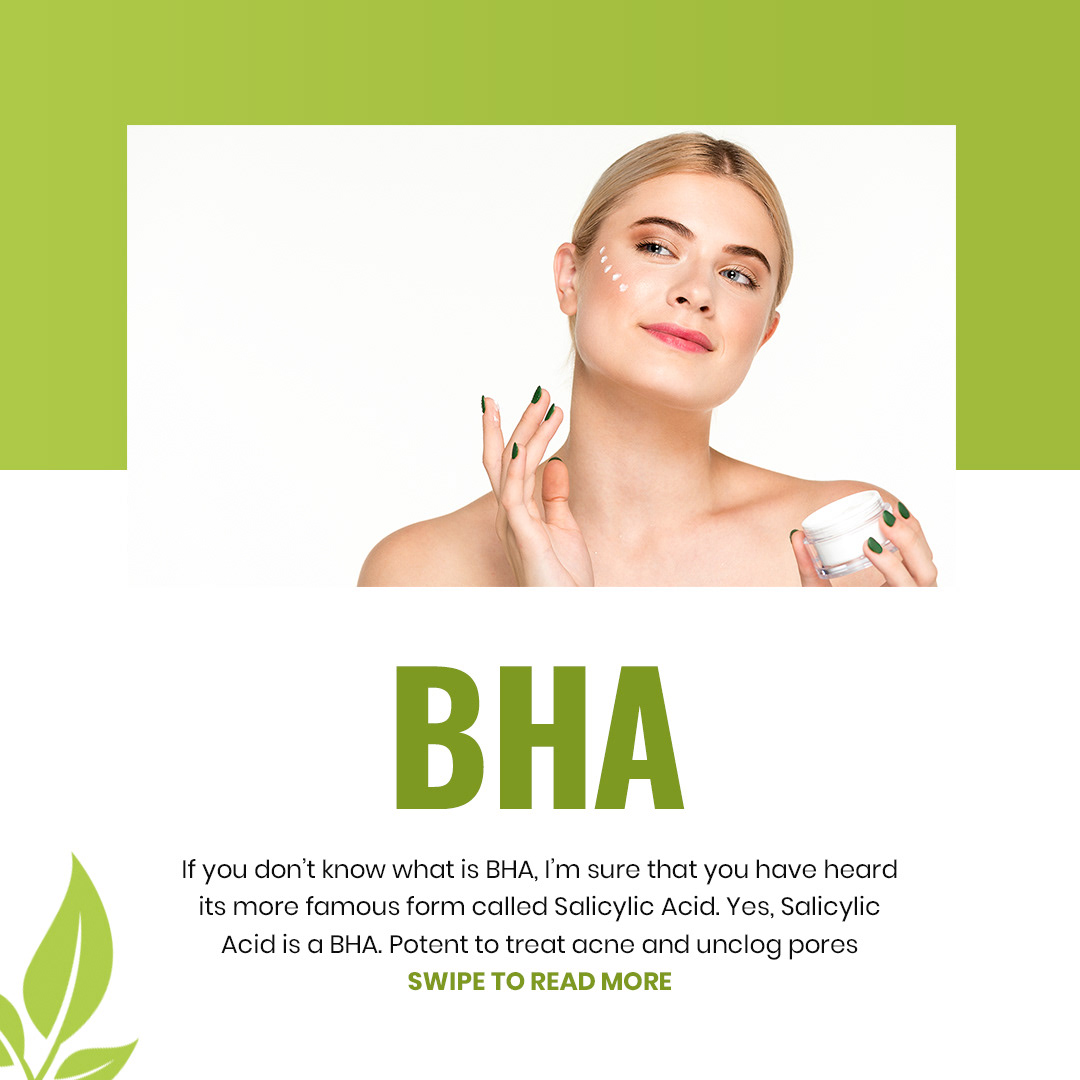 BHA
If you don’t know what is BHA, I’m sure that you have heard
its more famous form called Salicylic Acid. Yes, Salicylic
Acid is a BHA. Potent to treat acne and unclog pores
SWIPE TO READ MORE